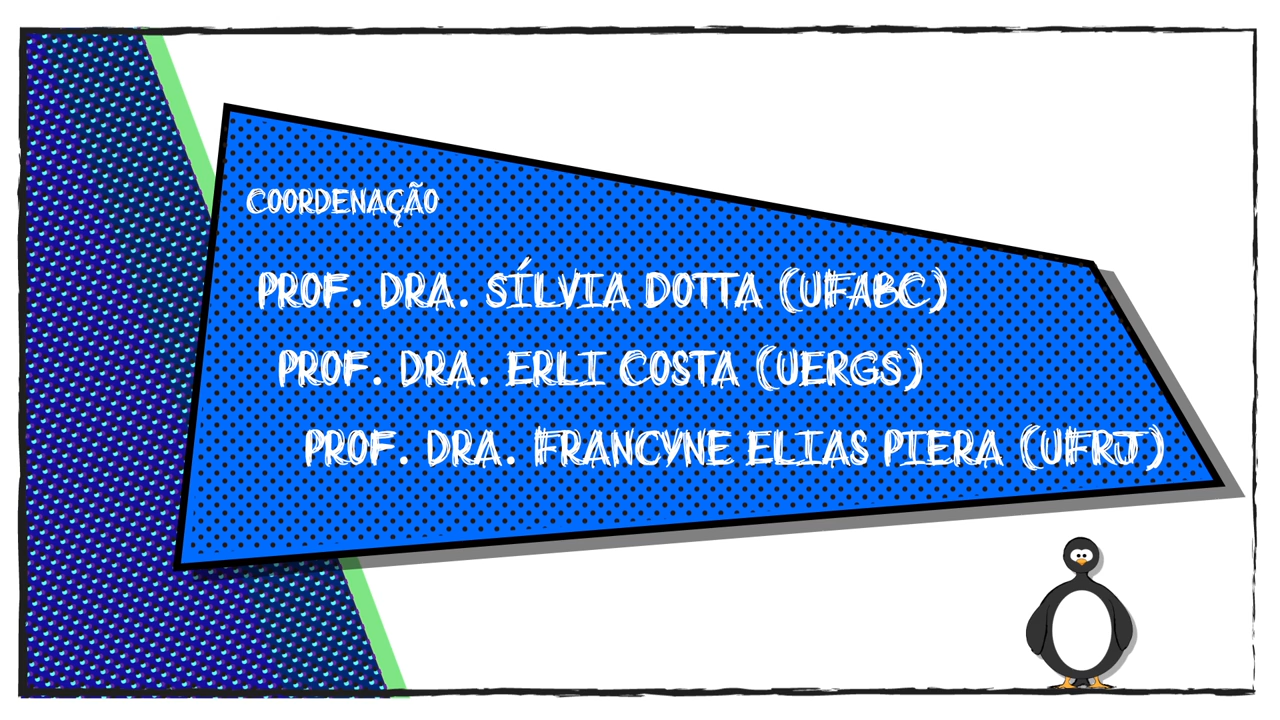 COORDENAÇÃO
PROF. DRA. SÍLVIA DOTTA (UFABC)
PROF. DRA. ERLI COSTA (UERGS)
PROF. DRA. FRANCYNE ELIAS PIERA (UFRJ)